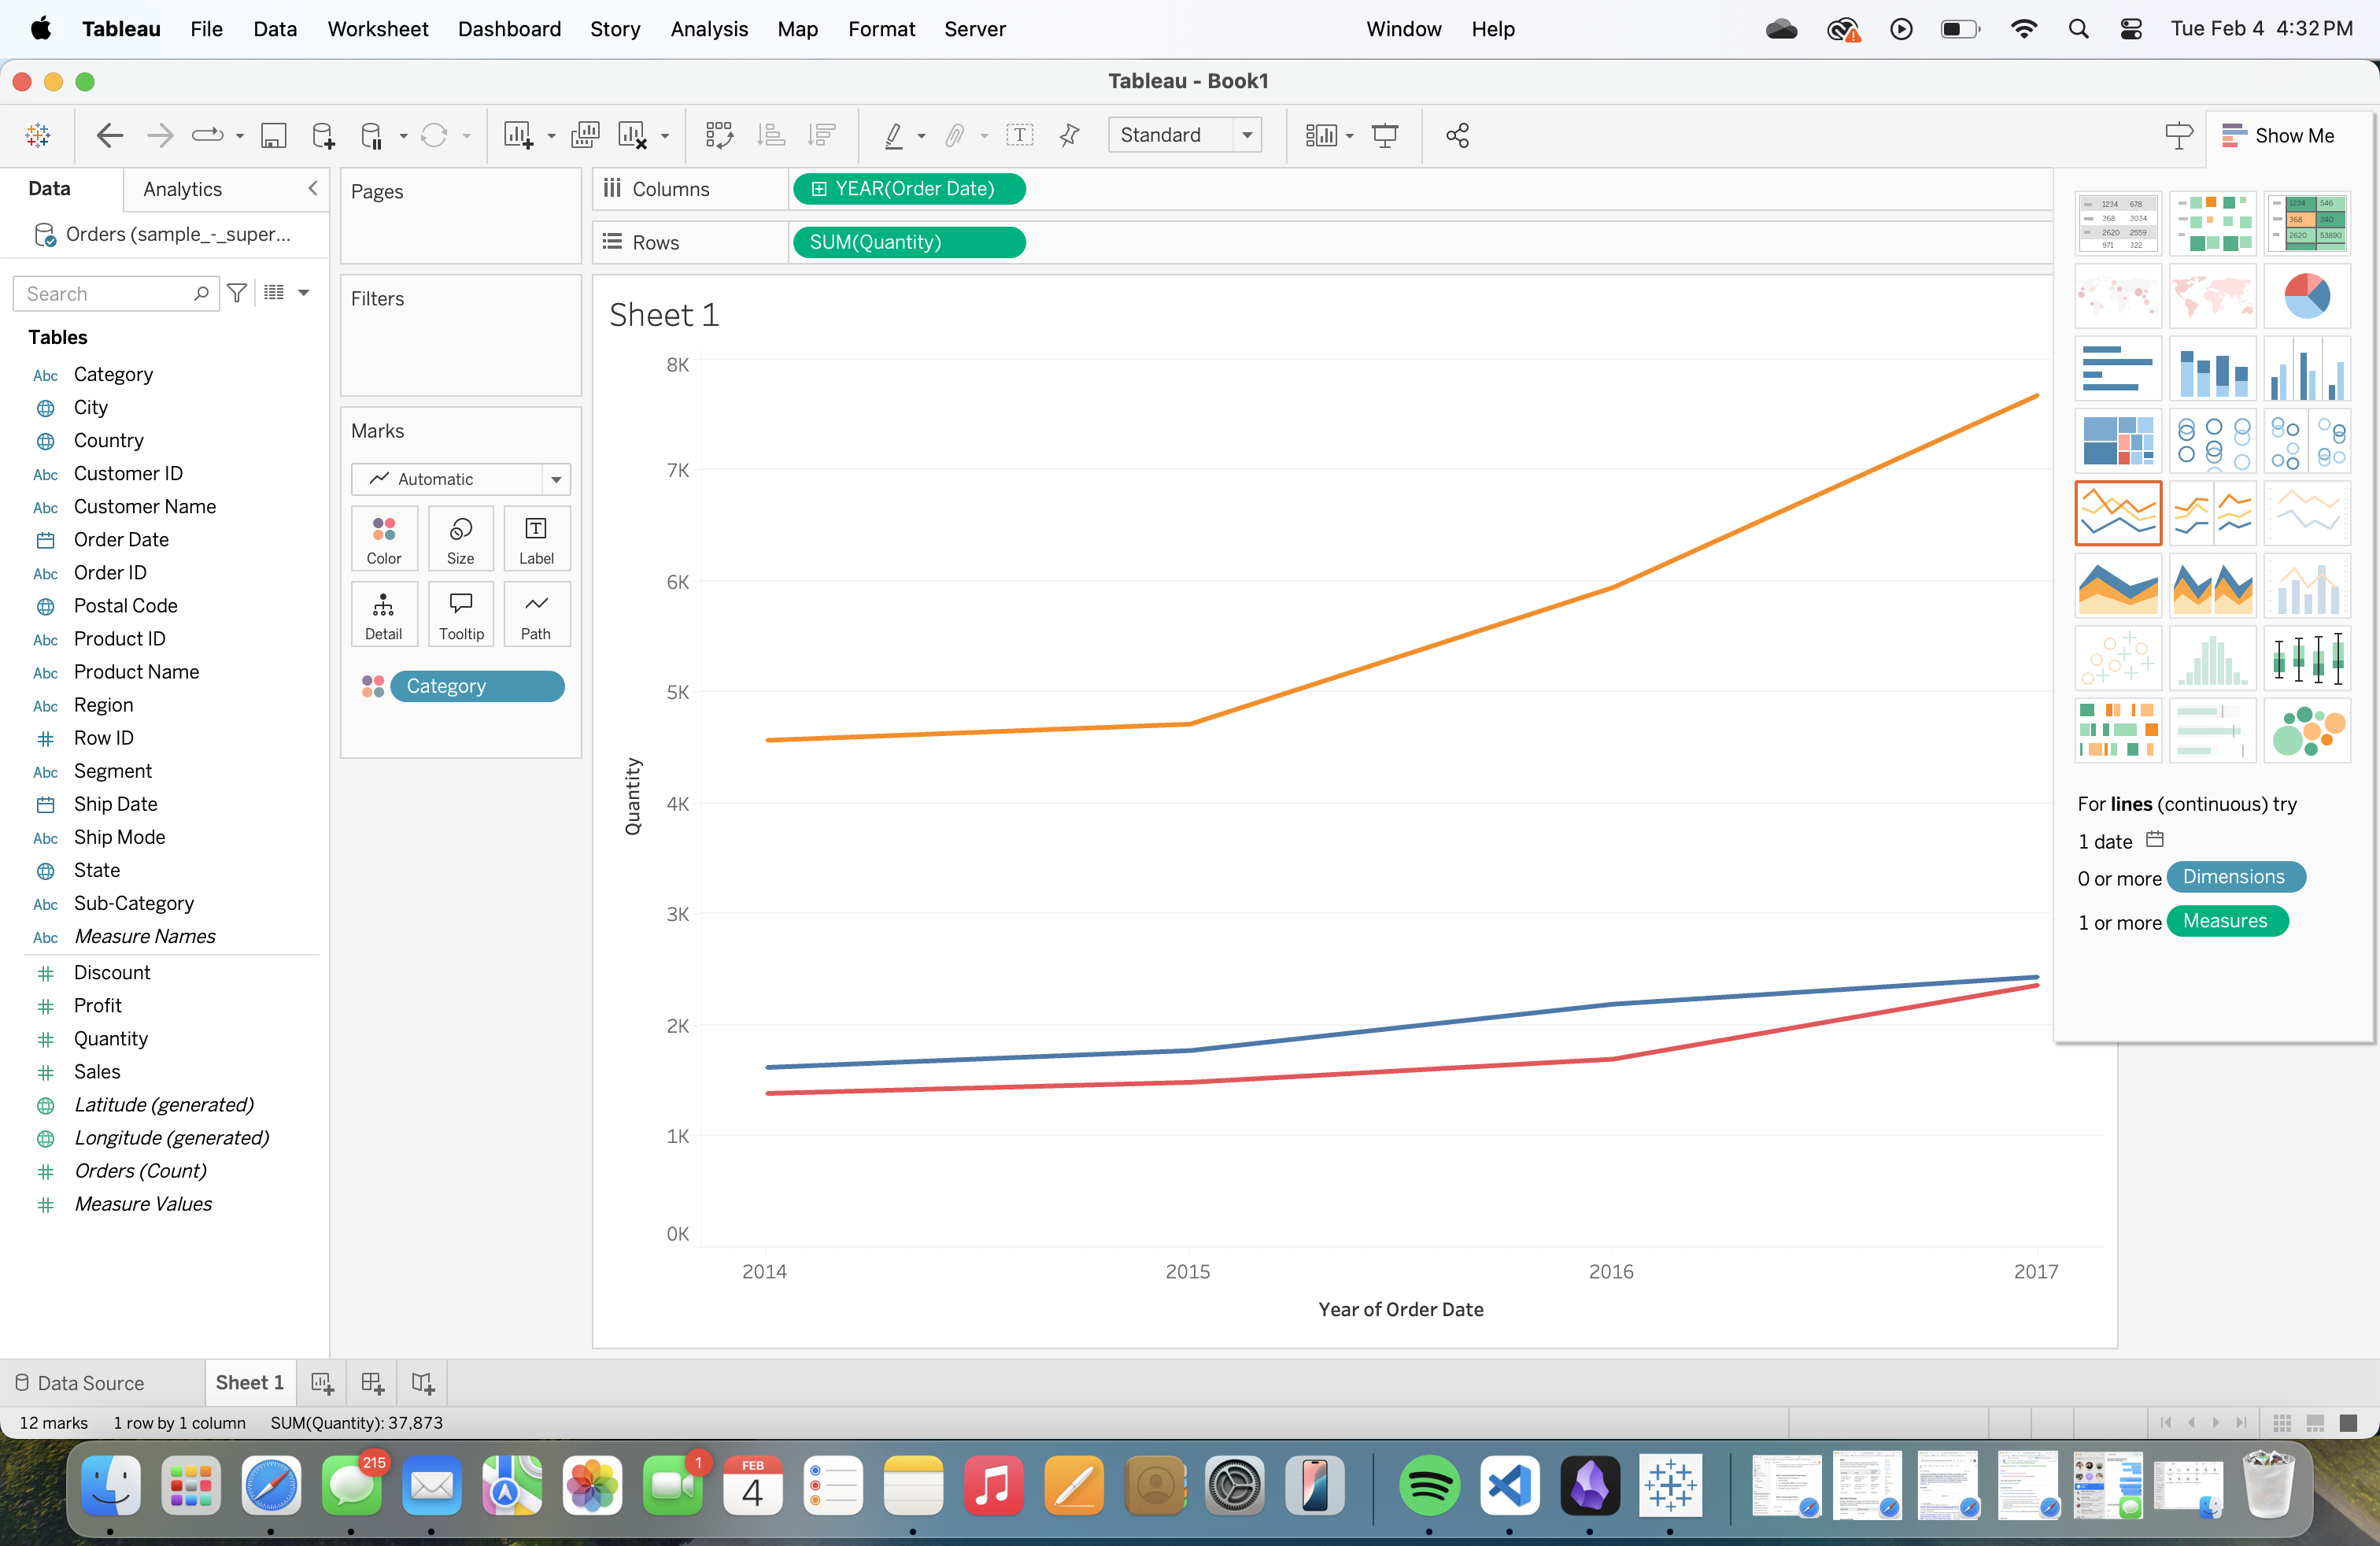 Tableau File Data Worksheet Dashboard Story Analysis Map Format Server Window Help Tue Feb 4 4:32 PM
Tableau - Book1
Standard
Show Me
Data
Analytics
Orders (sample_-_super...
Search
Tables
Abc Category
City
Country
Abc Customer ID
Abc Customer Name
Order Date
Abc Order ID
Postal Code
Abc Product ID
Abc Product Name
Abc Region
Row ID
Abc Segment
Ship Date
Abc Ship Mode
State
Abc Sub-Category
Abc Measure Names
Discount
Profit
Quantity
Sales
Latitude (generated)
Longitude (generated)
Orders (Count)
Measure Values
Pages
Filters
Marks
Automatic
Color
Size
Label
Detail
Tooltip
Path
Category
Columns
YEAR(Order Date)
Rows
SUM(Quantity)
Sheet 1
8K
7K
6K
5K
4K
3K
2K
1K
0K
Quantity
2014 2015 2016 2017
Year of Order Date
1234 678
368 3034
2620 2559
971 322
1234 546
368 340
2620 53890
For lines (continuous) try
1 date
0 or more Dimensions
1 or more Measures
Data Source
Sheet 1
12 marks 1 row by 1 column SUM(Quantity): 37,873
215
1
FEB
4